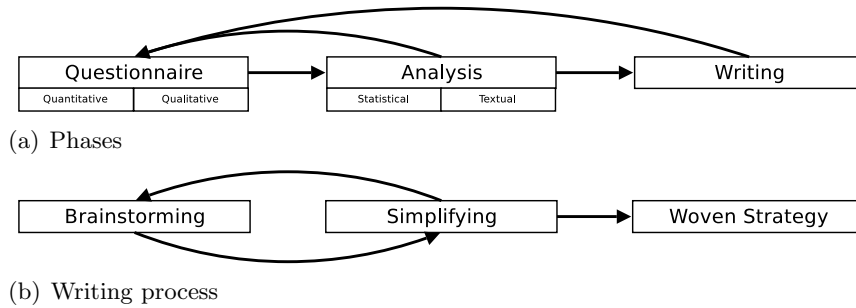 Questionnaire Analysis Writing
Quantitative Qualitative Statistical Textual
(a) Phases
Brainstorming Simplifying Woven Strategy
(b) Writing process